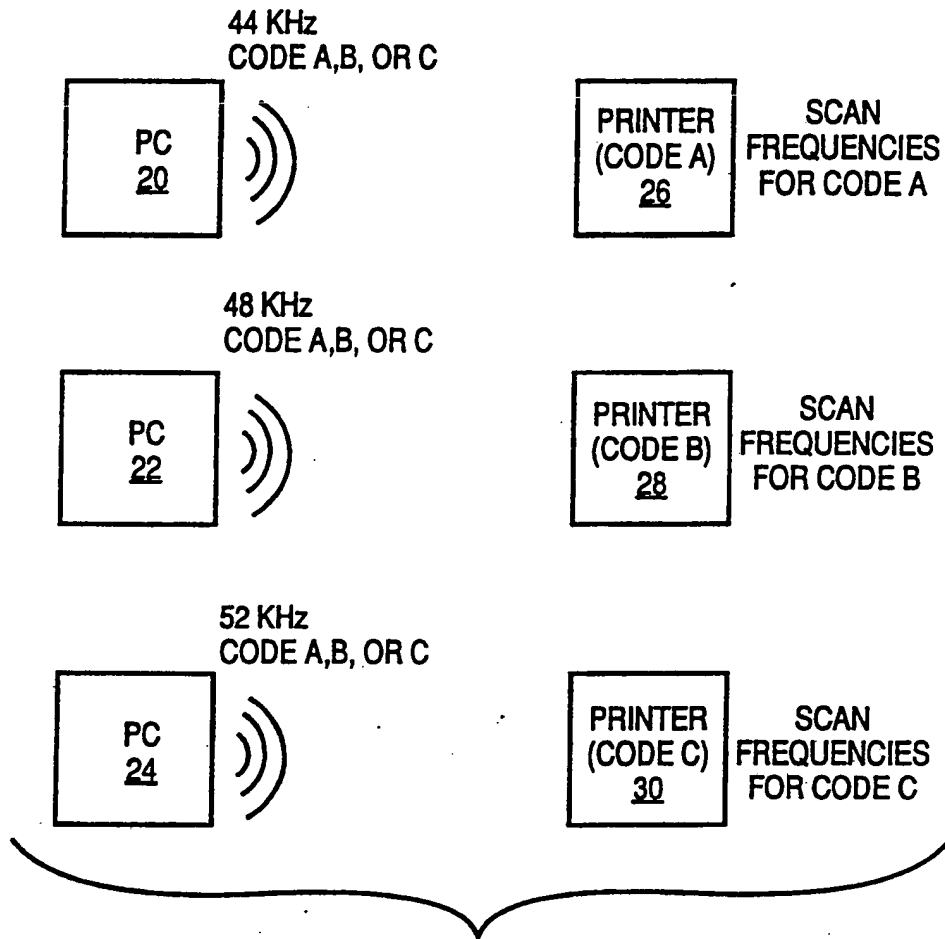 44 KHz
CODE A,B, OR C
PC
20
PRINTER
(CODE A)
26
SCAN
FREQUENCIES
FOR CODE A
48 KHz
CODE A,B, OR C
PC
22
PRINTER
(CODE B)
28
SCAN
FREQUENCIES
FOR CODE B
52 KHz
CODE A,B, OR C
PC
24
PRINTER
(CODE C)
30
SCAN
FREQUENCIES
FOR CODE C